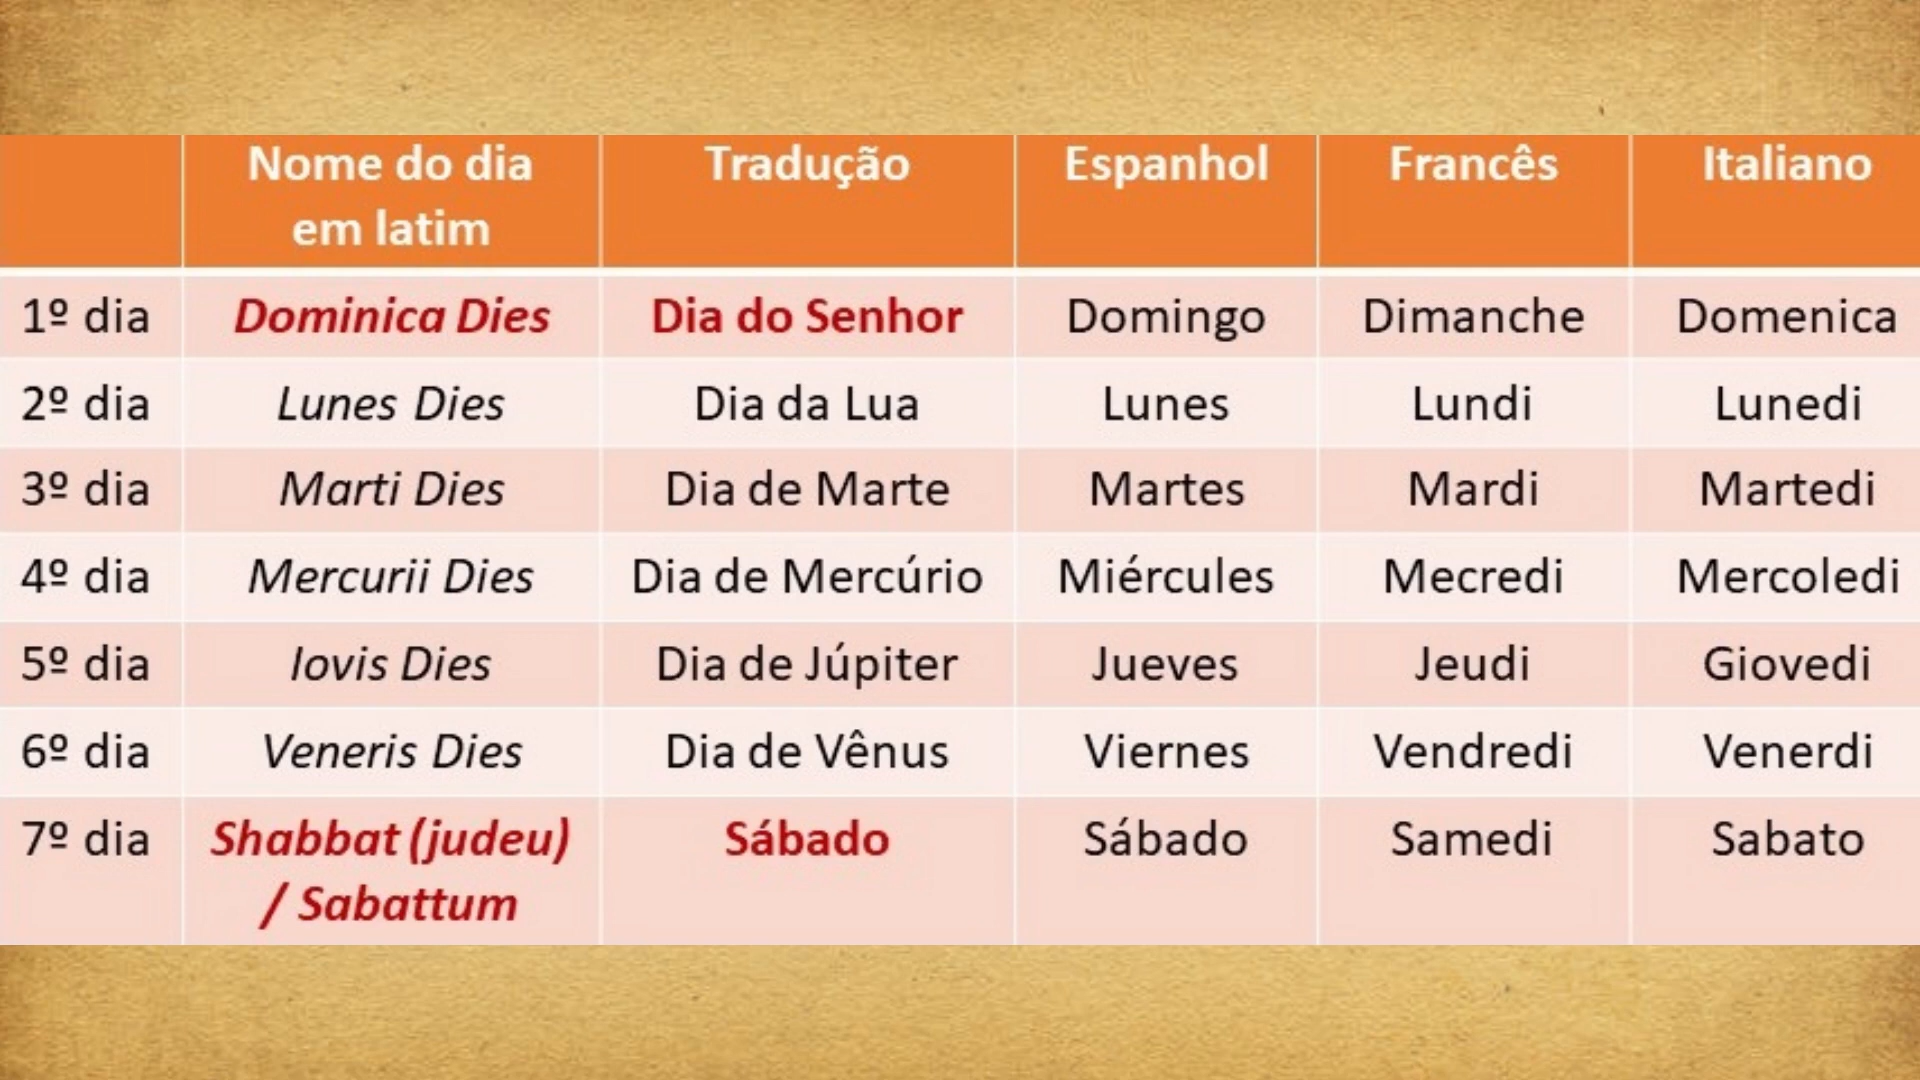 Nome do dia em latim Tradução Espanhol Francês Italiano
1º dia Dominica Dies Dia do Senhor Domingo Dimanche Domenica
2º dia Lunes Dies Dia da Lua Lunes Lundi Lunedi
3º dia Marti Dies Dia de Marte Martes Mardi Martedi
4º dia Mercurii Dies Dia de Mercúrio Miércules Mecredi Mercoledi
5º dia Iovis Dies Dia de Júpiter Jueves Jeudi Giovedi
6º dia Veneris Dies Dia de Vênus Viernes Vendredi Venerdi
7º dia Shabbat (judeu) / Sabattum Sábado Sábado Samedi Sabato